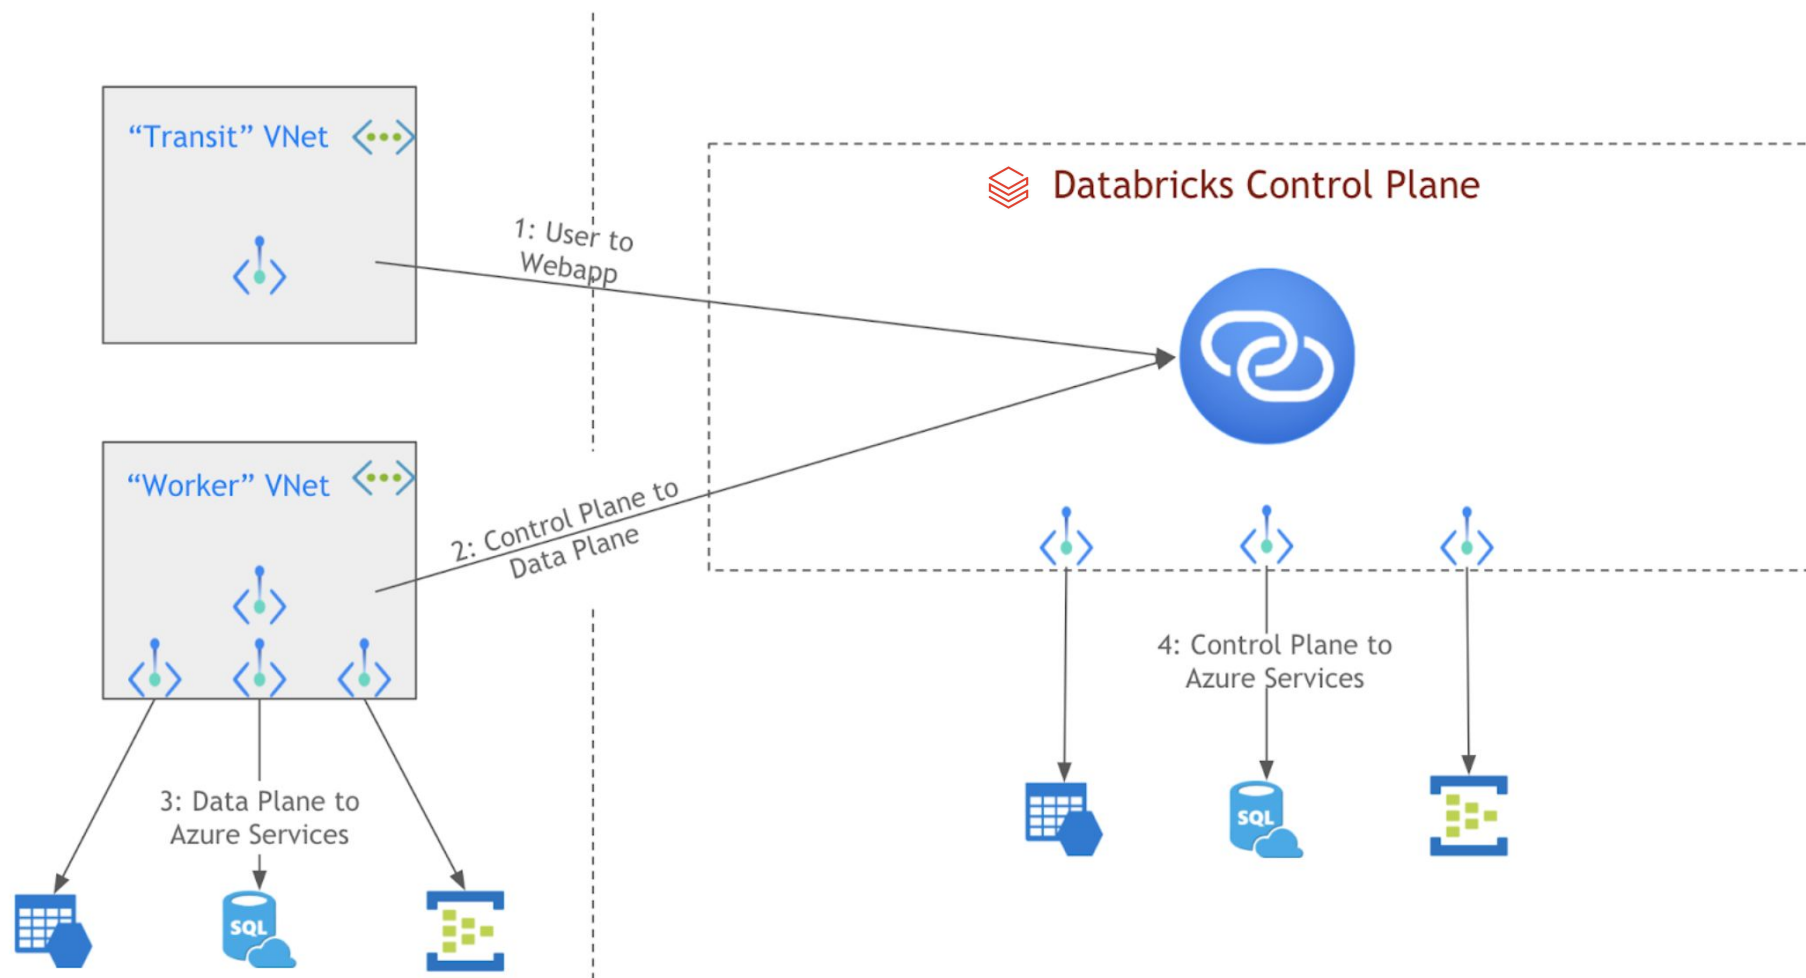 “Transit” VNet
Databricks Control Plane
1: User to
Webapp
“Worker” VNet
2: Control Plane to
Data Plane
4: Control Plane to
Azure Services
3: Data Plane to
Azure Services
SQL
SQL